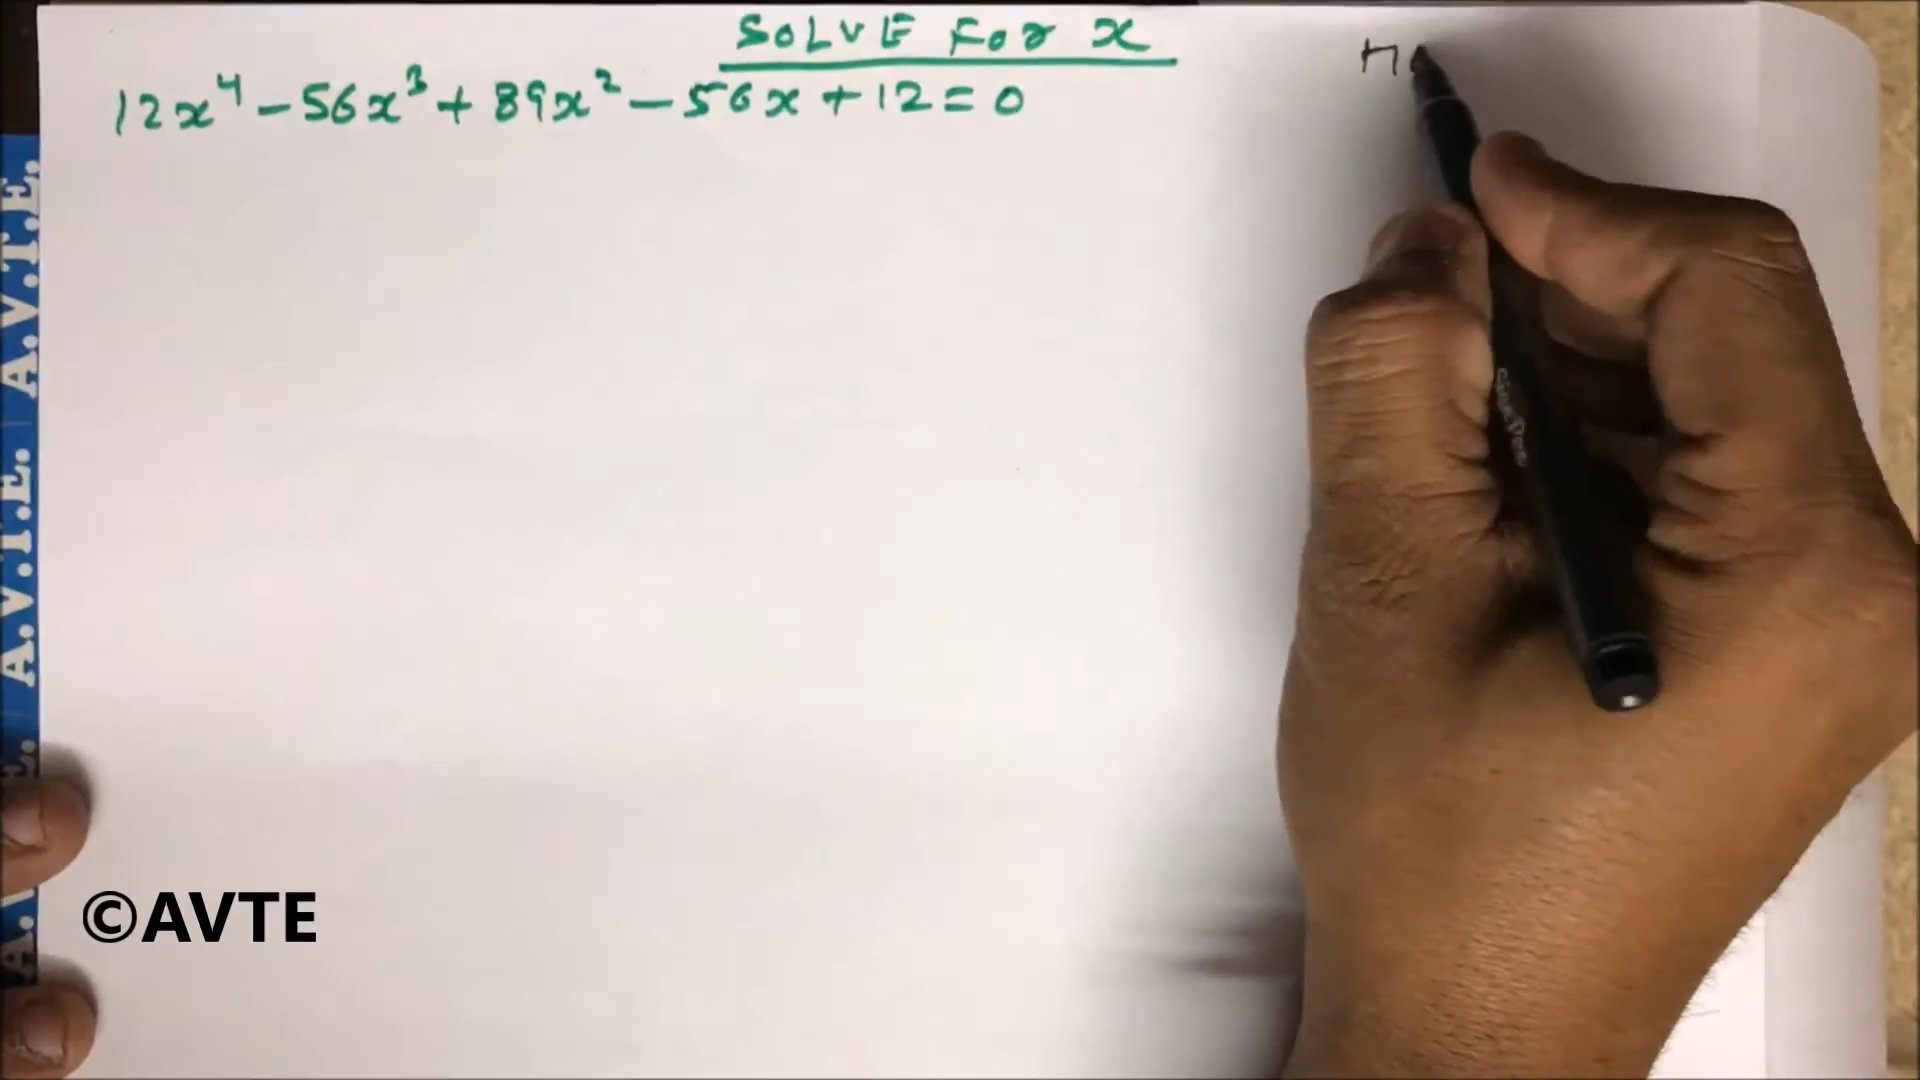 SOLVE FOR x
12x⁴ - 56x³ + 89x² - 56x + 12 = 0
A.V.T.E. A.V.T.E.
©AVTE